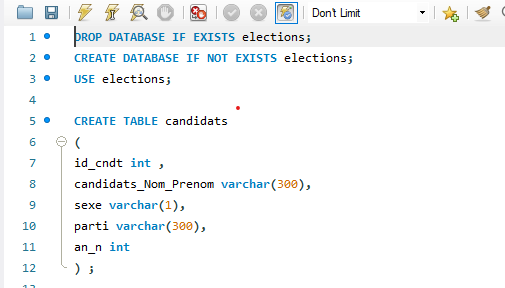 Don't Limit
1 DROP DATABASE IF EXISTS elections;
2 CREATE DATABASE IF NOT EXISTS elections;
3 USE elections;
4
5 CREATE TABLE candidats
6 (
7 id_cndt int ,
8 candidats_Nom_Prenom varchar(300),
9 sexe varchar(1),
10 parti varchar(300),
11 an_n int
12 ) ;